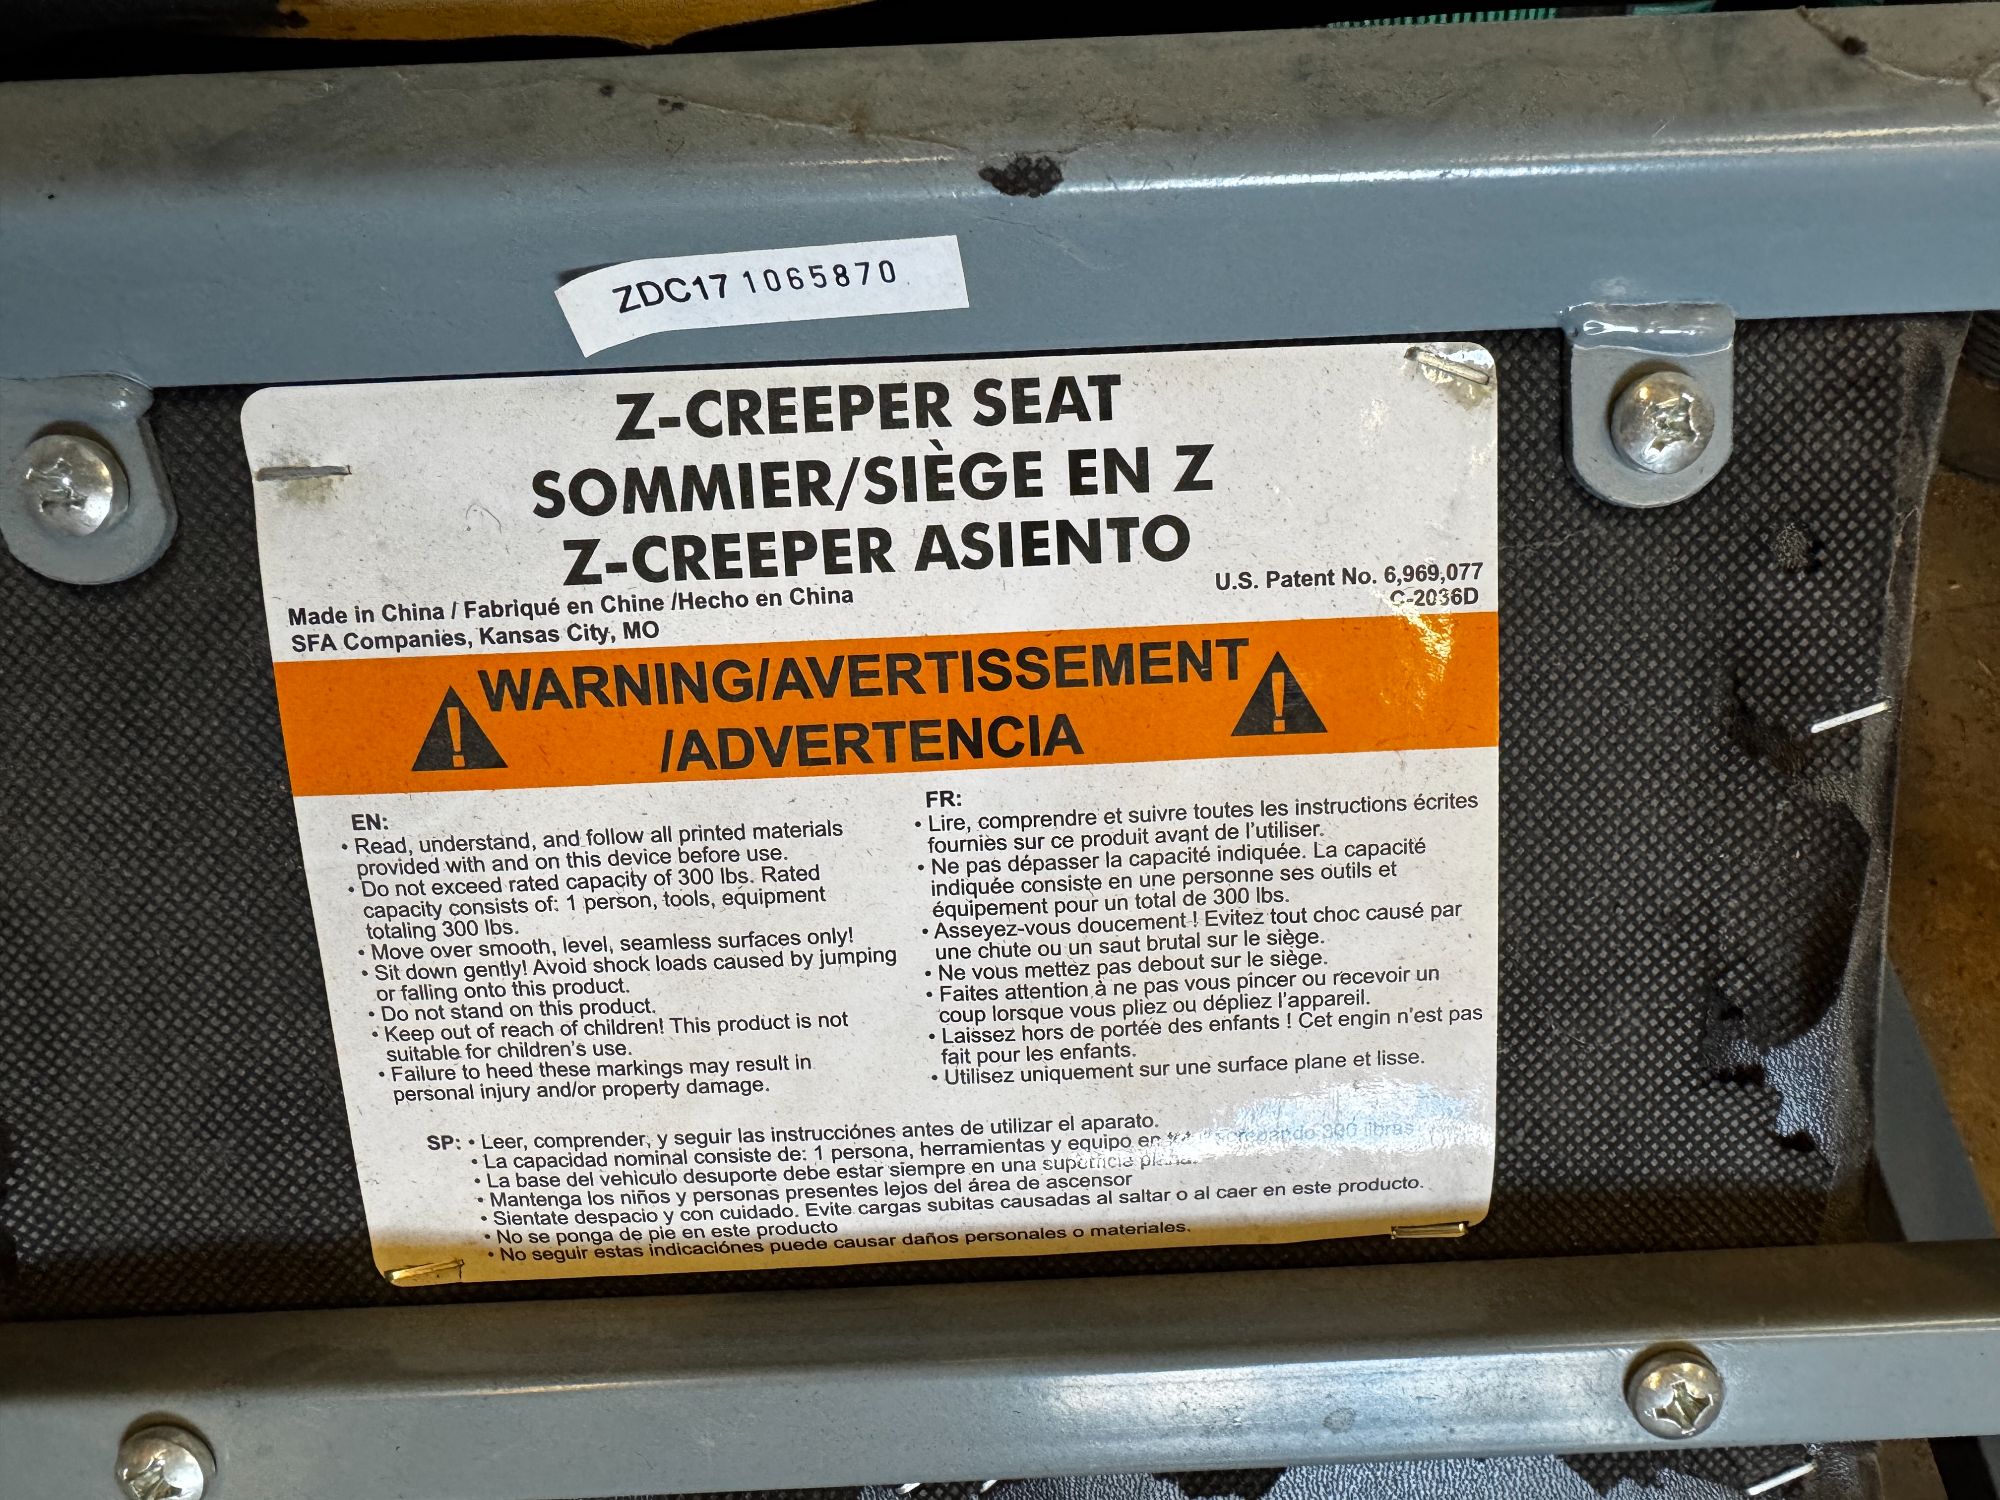 ZDC17 1065870
Z-CREEPER SEAT
SOMMIER/SIÈGE EN Z
Z-CREEPER ASIENTO
Made in China / Fabriqué en Chine /Hecho en China
SFA Companies, Kansas City, MO
U.S. Patent No. 6,969,077
C-2036D
WARNING/AVERTISSEMENT
/ADVERTENCIA
EN:
• Read, understand, and follow all printed materials
provided with and on this device before use.
• Do not exceed rated capacity of 300 lbs. Rated
capacity consists of: 1 person, tools, equipment
totaling 300 lbs.
• Move over smooth, level, seamless surfaces only!
• Sit down gently! Avoid shock loads caused by jumping
or falling onto this product.
• Do not stand on this product.
• Keep out of reach of children! This product is not
suitable for children's use.
• Failure to heed these markings may result in
personal injury and/or property damage.
FR:
• Lire, comprendre et suivre toutes les instructions écrites
fournies sur ce produit avant de l'utiliser.
• Ne pas dépasser la capacité indiquée. La capacité
indiquée consiste en une personne ses outils et
équipement pour un total de 300 lbs.
• Asseyez-vous doucement ! Evitez tout choc causé par
une chute ou un saut brutal sur le siège.
• Ne vous mettez pas debout sur le siège.
• Faites attention à ne pas vous pincer ou recevoir un
coup lorsque vous pliez ou dépliez l'appareil.
• Laissez hors de portée des enfants ! Cet engin n'est pas
fait pour les enfants.
• Utilisez uniquement sur une surface plane et lisse.
SP: • Leer, comprender, y seguir las instrucciónes antes de utilizar el aparato.
• La capacidad nominal consiste de: 1 persona, herramientas y equipo en 300 libras
• La base del vehiculo desuporte debe estar siempre en una superficie plana.
• Mantenga los niños y personas presentes lejos del área de ascensor
• Sientate despacio y con cuidado. Evite cargas subitas causadas al saltar o al caer en este producto.
• No se ponga de pie en este producto
• No seguir estas indicaciónes puede causar daños personales o materiales.